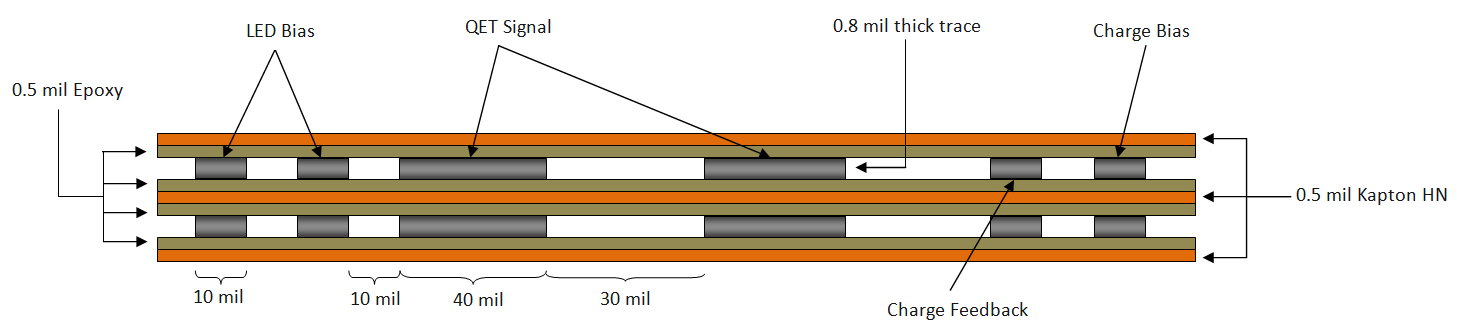 LED Bias
QET Signal
0.8 mil thick trace
Charge Bias
0.5 mil Epoxy
0.5 mil Kapton HN
10 mil
10 mil
40 mil
30 mil
Charge Feedback